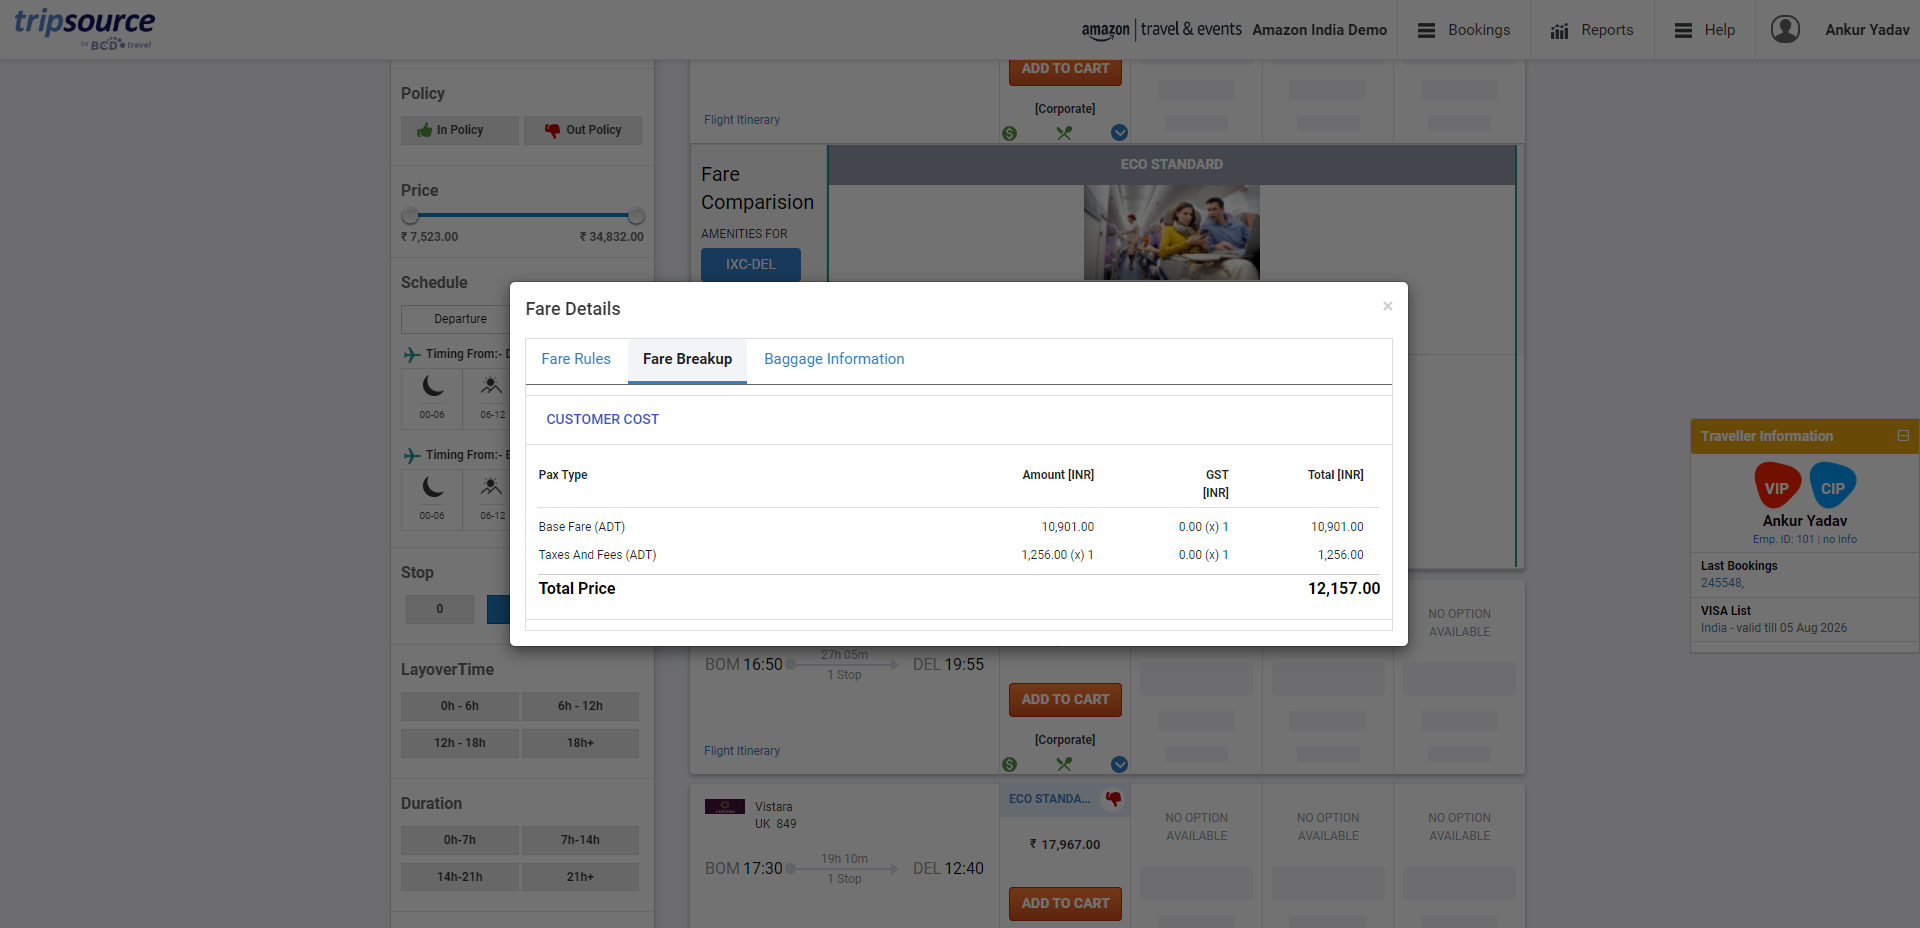 tripsource
by BCD travel
amazon travel & events
Amazon India Demo
Bookings
Reports
Help
Ankur Yadav
Policy
In Policy
Out Policy
Price
₹ 7,523.00
₹ 34,832.00
Schedule
Departure
Timing From:-
00-06
06-12
Timing From:-
00-06
06-12
Stop
0
LayoverTime
0h - 6h
6h - 12h
12h - 18h
18h+
Duration
0h-7h
7h-14h
14h-21h
21h+
ADD TO CART
[Corporate]
Flight Itinerary
Fare
Comparision
AMENITIES FOR
IXC-DEL
ECO STANDARD
Fare Details
×
Fare Rules
Fare Breakup
Baggage Information
CUSTOMER COST
Pax Type
Amount [INR]
GST
[INR]
Total [INR]
Base Fare (ADT)
10,901.00
0.00 (x) 1
10,901.00
Taxes And Fees (ADT)
1,256.00 (x) 1
0.00 (x) 1
1,256.00
Total Price
12,157.00
BOM 16:50
27h 05m
1 Stop
DEL 19:55
ADD TO CART
[Corporate]
Flight Itinerary
NO OPTION
AVAILABLE
Vistara
UK 849
BOM 17:30
19h 10m
1 Stop
DEL 12:40
ECO STANDA...
₹ 17,967.00
ADD TO CART
NO OPTION
AVAILABLE
NO OPTION
AVAILABLE
NO OPTION
AVAILABLE
Traveller Information
VIP
CIP
Ankur Yadav
Emp. ID: 101 | no Info
Last Bookings
245548,
VISA List
India - valid till 05 Aug 2026